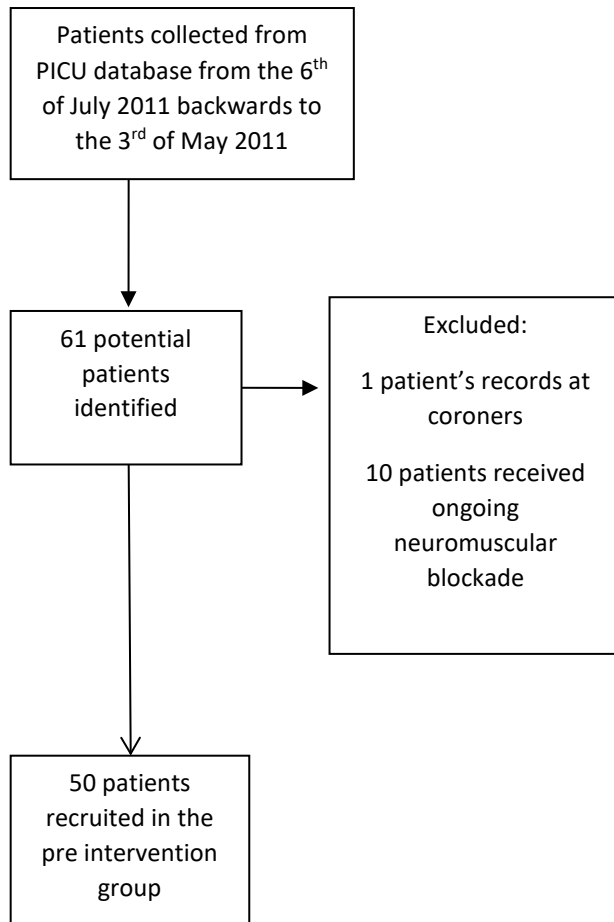 Patients collected from
PICU database from the 6th
of July 2011 backwards to
the 3rd of May 2011
61 potential
patients
identified
Excluded:
1 patient’s records at
coroners
10 patients received
ongoing
neuromuscular
blockade
50 patients
recruited in the
pre intervention
group